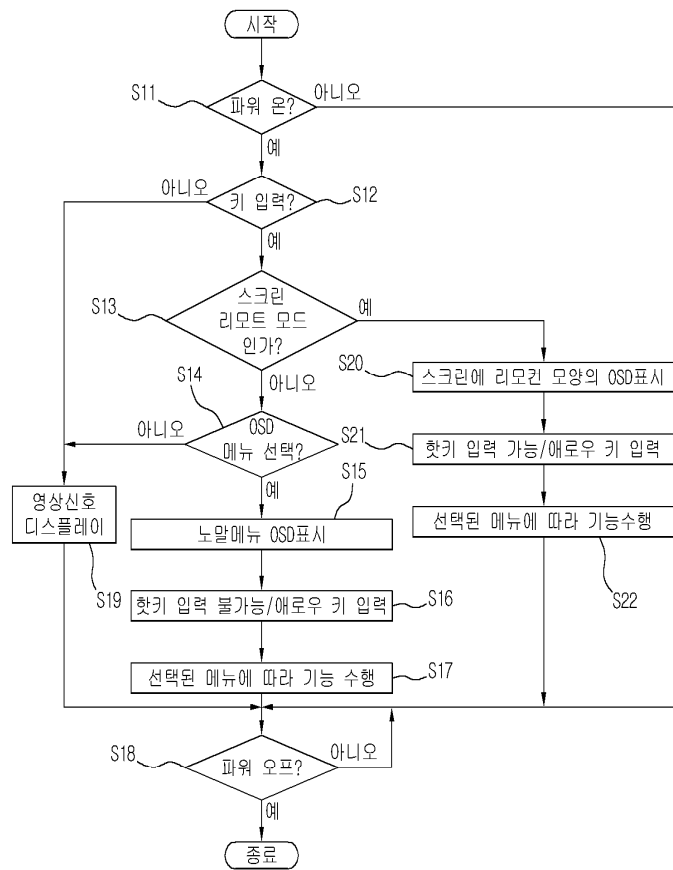 시작
S11
파워 온?
아니오
예
아니오
키 입력?
S12
예
S13
스크린
리모트 모드
인가?
예
아니오
S20
스크린에 리모컨 모양의 OSD표시
S14
아니오
OSD
메뉴 선택?
예
S21
핫키 입력 가능/애로우 키 입력
S15
영상신호
디스플레이
S19
노말메뉴 OSD표시
선택된 메뉴에 따라 기능수행
S22
핫키 입력 불가능/애로우 키 입력
S16
선택된 메뉴에 따라 기능 수행
S17
S18
파워 오프?
아니오
예
종료